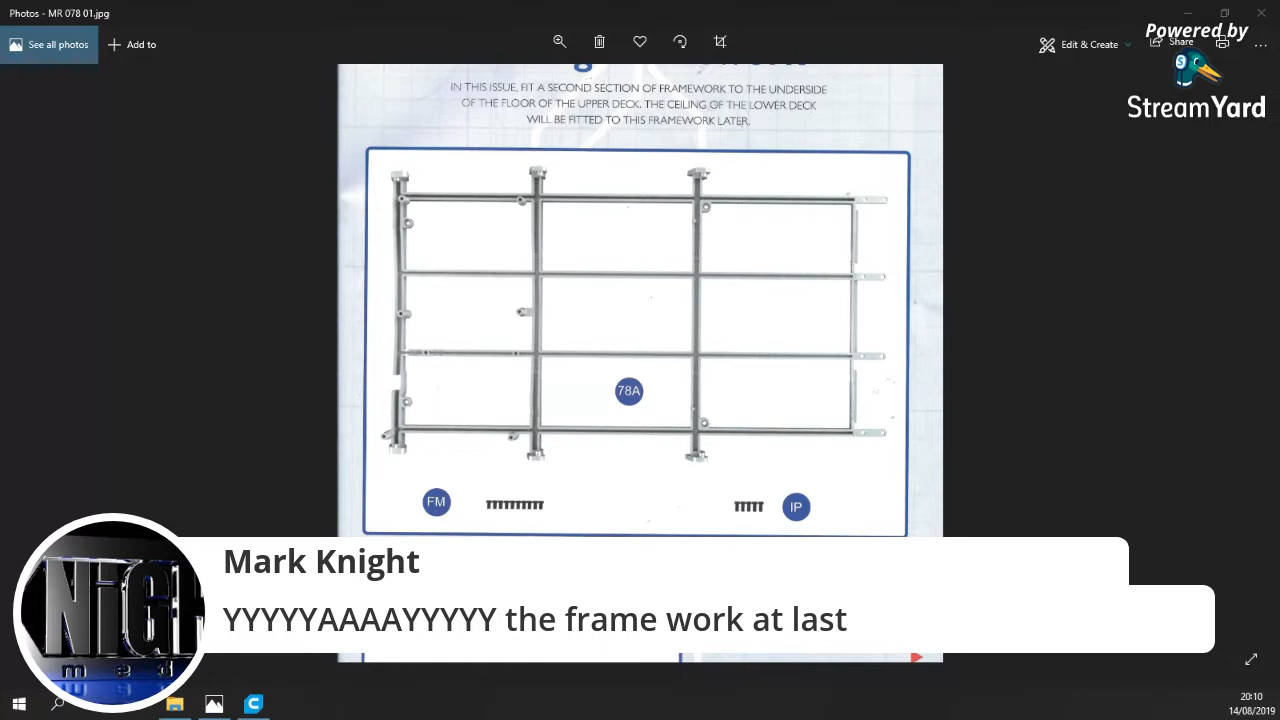 Photos - MR 078 01.jpg
See all photos
Add to
Edit & Create
Share
Powered by
S
StreamYard
IN THIS ISSUE, FIT A SECOND SECTION OF FRAMEWORK TO THE UNDERSIDE
OF THE FLOOR OF THE UPPER DECK. THE CEILING OF THE LOWER DECK
WILL BE FITTED TO THIS FRAMEWORK LATER.
78A
FM
IP
Mark Knight
YYYYYAAAAYYYYY the frame work at last
NiGH
med
20:10
14/08/2019